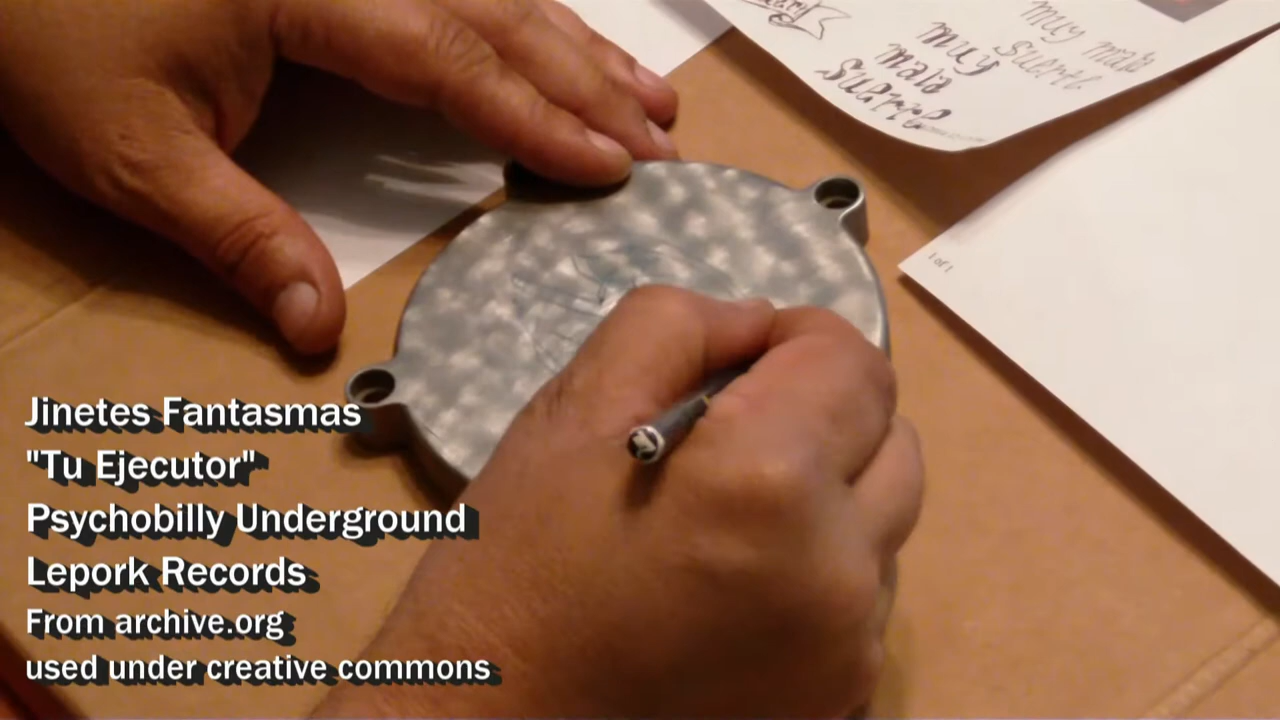 muy mala
suerte
muy
mala
suerte
1 of 1
Jinetes Fantasmas
"Tu Ejecutor"
Psychobilly Underground
Lepork Records
From archive.org
used under creative commons